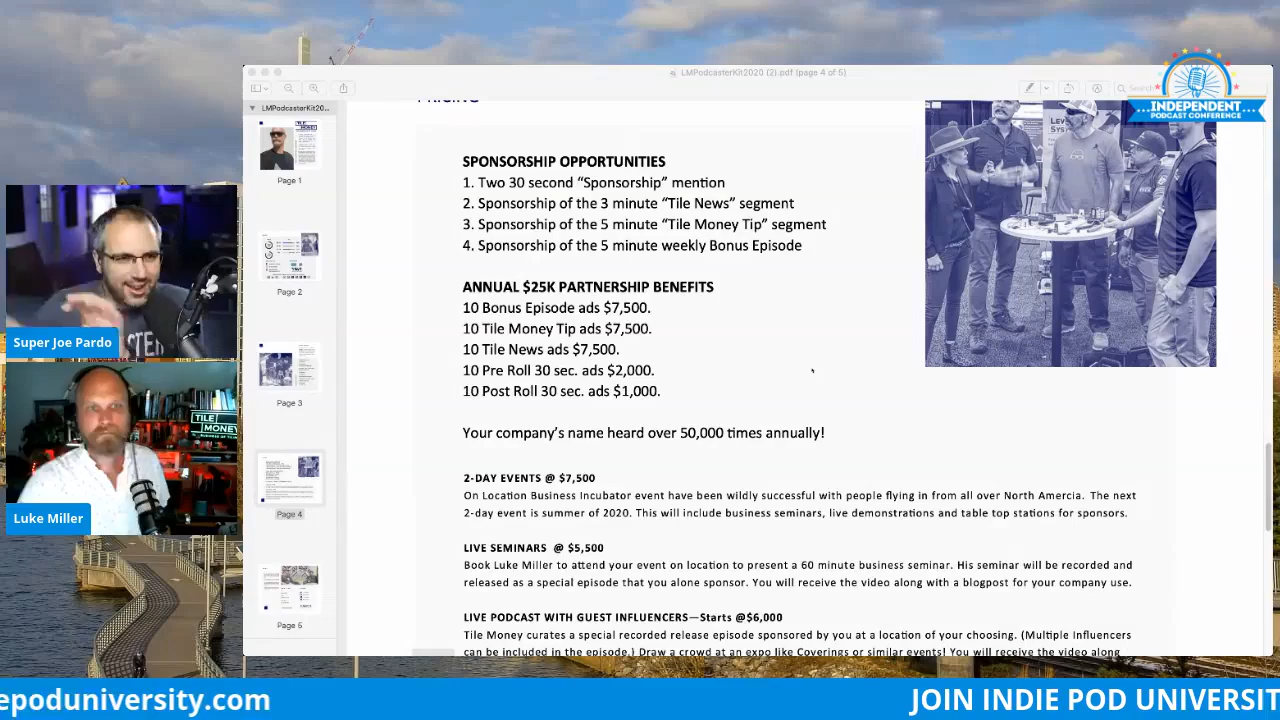 LMPodcasterKit2020 (2).pdf (page 4 of 5)
LMPodcasterKit20...
Page 1
Page 2
Page 3
Page 4
Page 5
INDEPENDENT
PODCAST CONFERENCE
PRICING
SPONSORSHIP OPPORTUNITIES
1. Two 30 second “Sponsorship” mention
2. Sponsorship of the 3 minute “Tile News” segment
3. Sponsorship of the 5 minute “Tile Money Tip” segment
4. Sponsorship of the 5 minute weekly Bonus Episode
ANNUAL $25K PARTNERSHIP BENEFITS
10 Bonus Episode ads $7,500.
10 Tile Money Tip ads $7,500.
10 Tile News ads $7,500.
10 Pre Roll 30 sec. ads $2,000.
10 Post Roll 30 sec. ads $1,000.
Your company’s name heard over 50,000 times annually!
2-DAY EVENTS @ $7,500
On Location Business Incubator event have been wildly successful with people flying in from all over North Amercia. The next
2-day event is summer of 2020. This will include business seminars, live demonstrations and table top stations for sponsors.
LIVE SEMINARS @ $5,500
Book Luke Miller to attend your event on location to present a 60 minute business seminar. His seminar will be recorded and
released as a special episode that you alone sponsor. You will receive the video along with a blogpost for your company use.
LIVE PODCAST WITH GUEST INFLUENCERS—Starts @$6,000
Tile Money curates a special recorded release episode sponsored by you at a location of your choosing. (Multiple Influencers
can be included in the episode.) Draw a crowd at an expo like Coverings or similar events! You will receive the video along
Super Joe Pardo
TILE
MONEY
Luke Miller
epoduniversity.com
JOIN INDIE POD UNIVERSIT